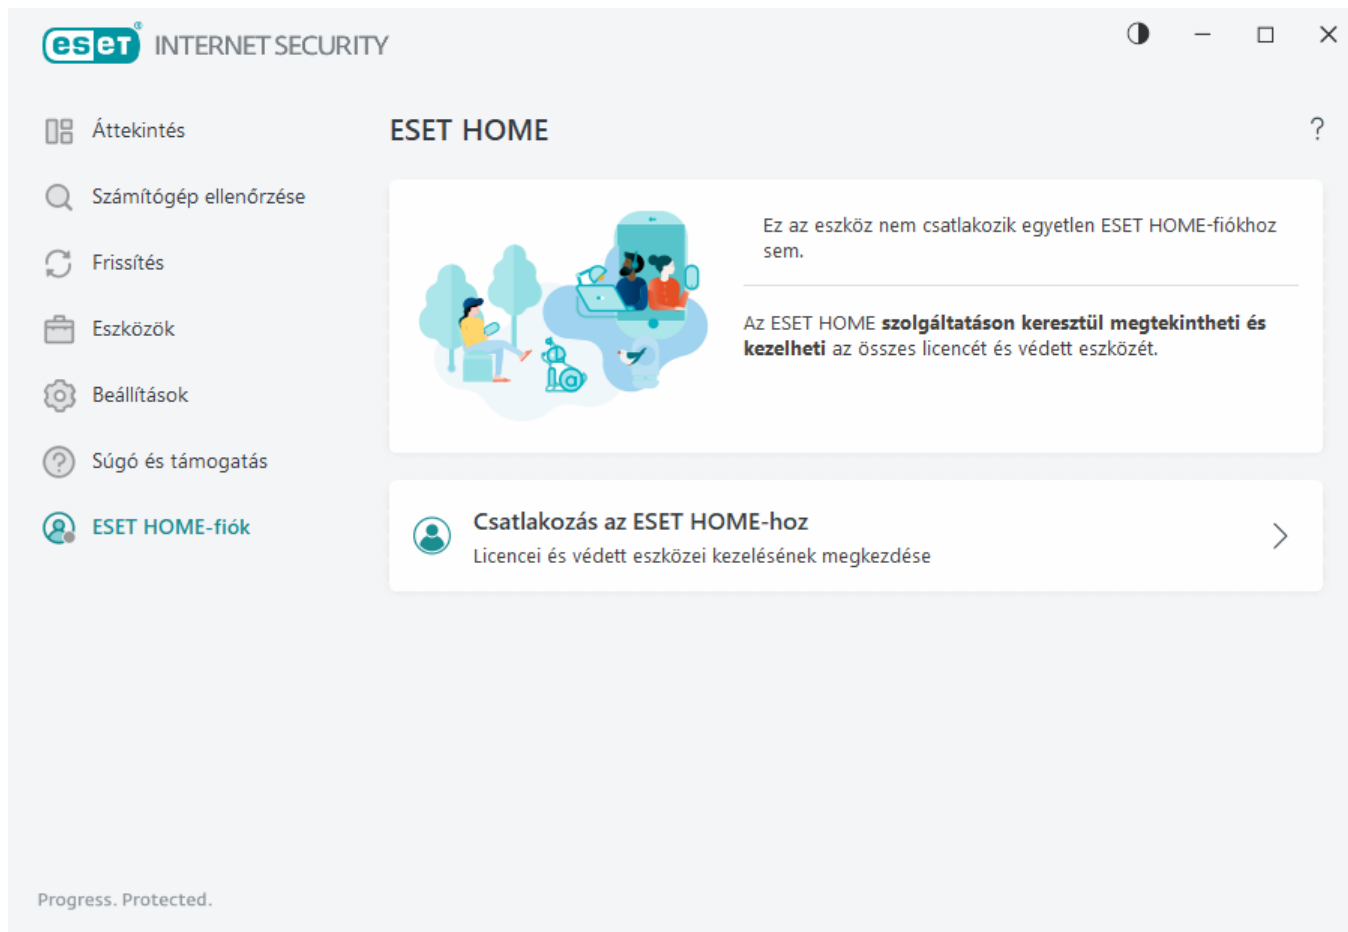 eset® INTERNET SECURITY
Áttekintés
Számítógép ellenőrzése
Frissítés
Eszközök
Beállítások
Súgó és támogatás
ESET HOME-fiók
ESET HOME
?
Ez az eszköz nem csatlakozik egyetlen ESET HOME-fiókhoz
sem.
Az ESET HOME szolgáltatáson keresztül megtekintheti és
kezelheti az összes licencét és védett eszközét.
Csatlakozás az ESET HOME-hoz
Licencei és védett eszközei kezelésének megkezdése
Progress. Protected.